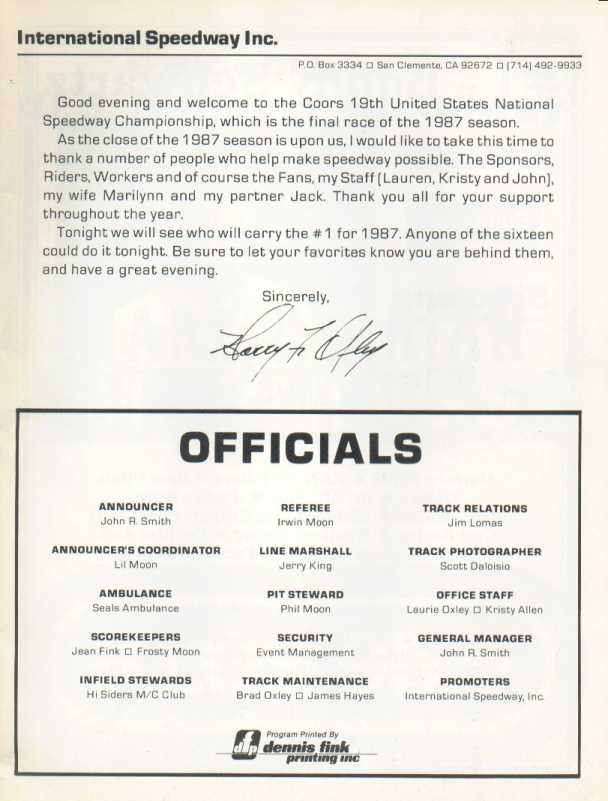 International Speedway Inc.
P.O. Box 3334 □ San Clemente, CA 92672 □ (714) 492-9933
Good evening and welcome to the Coors 19th United States National
Speedway Championship, which is the final race of the 1987 season.
As the close of the 1987 season is upon us, I would like to take this time to
thank a number of people who help make speedway possible. The Sponsors,
Riders, Workers and of course the Fans, my Staff (Lauren, Kristy and John),
my wife Marilynn and my partner Jack. Thank you all for your support
throughout the year.
Tonight we will see who will carry the #1 for 1987. Anyone of the sixteen
could do it tonight. Be sure to let your favorites know you are behind them,
and have a great evening.
Sincerely,
Harry F. Oxley
OFFICIALS
ANNOUNCER
John R. Smith
ANNOUNCER'S COORDINATOR
Lil Moon
AMBULANCE
Seals Ambulance
SCOREKEEPERS
Jean Fink □ Frosty Moon
INFIELD STEWARDS
Hi Siders M/C Club
REFEREE
Irwin Moon
LINE MARSHALL
Jerry King
PIT STEWARD
Phil Moon
SECURITY
Event Management
TRACK MAINTENANCE
Brad Oxley □ James Hayes
TRACK RELATIONS
Jim Lomas
TRACK PHOTOGRAPHER
Scott Daloisio
OFFICE STAFF
Laurie Oxley □ Kristy Allen
GENERAL MANAGER
John R. Smith
PROMOTERS
International Speedway, Inc.
dfp
Program Printed By
dennis fink
printing inc